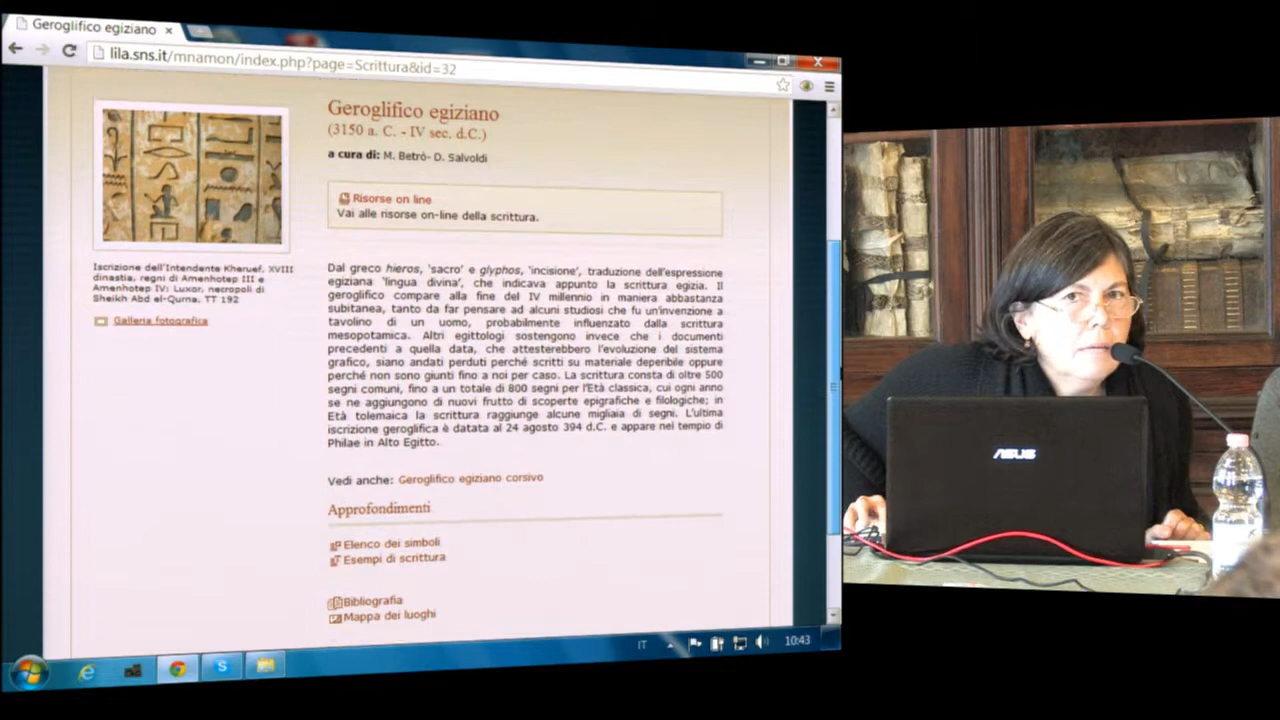 Geroglifico egiziano
lila.sns.it/mnamon/index.php?page=Scrittura&id=32
Geroglifico egiziano
(3150 a. C. - IV sec. d.C.)
a cura di: M. Betrò- D. Salvoldi
Risorse on line
Vai alle risorse on-line della scrittura.
Iscrizione dell'Intendente Kheruef, XVIII
dinastia, regni di Amenhotep III e
Amenhotep IV; Luxor, necropoli di
Sheikh Abd el-Qurna, TT 192
Galleria fotografica
Dal greco hieros, 'sacro' e glyphos, 'incisione', traduzione dell'espressione
egiziana 'lingua divina', che indicava appunto la scrittura egizia. Il
geroglifico compare alla fine del IV millennio in maniera abbastanza
subitanea, tanto da far pensare ad alcuni studiosi che fu un'invenzione a
tavolino di un uomo, probabilmente influenzato dalla scrittura
mesopotamica. Altri egittologi sostengono invece che i documenti
precedenti a quella data, che attesterebbero l'evoluzione del sistema
grafico, siano andati perduti perché scritti su materiale deperibile oppure
perché non sono giunti fino a noi per caso. La scrittura consta di oltre 500
segni comuni, fino a un totale di 800 segni per l'Età classica, cui ogni anno
se ne aggiungono di nuovi frutto di scoperte epigrafiche e filologiche; in
Età tolemaica la scrittura raggiunge alcune migliaia di segni. L'ultima
iscrizione geroglifica è datata al 24 agosto 394 d.C. e appare nel tempio di
Philae in Alto Egitto.
Vedi anche: Geroglifico egiziano corsivo
Approfondimenti
Elenco dei simboli
Esempi di scrittura
Bibliografia
Mappa dei luoghi
IT
10:43
ASUS